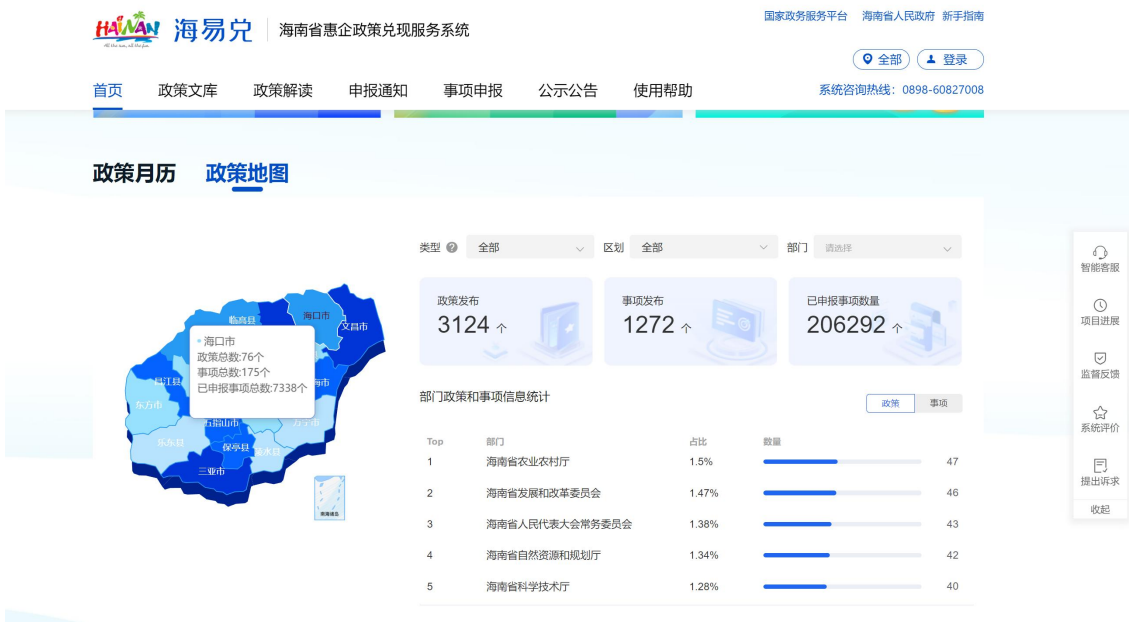 国家政务服务平台 海南省人民政府 新手指南
HAINAN 海易兑 海南省惠企政策兑现服务系统
全部 登录
首页 政策文库 政策解读 申报通知 事项申报 公示公告 使用帮助 系统咨询热线：0898-60827008
政策月历 政策地图
类型 ? 全部 区划 全部 部门 请选择
政策发布
3124 个
事项发布
1272 个
已申报事项数量
206292 个
临高县
海口市
文昌市
海口市
政策总数:76个
事项总数:175个
已申报事项总数:7338个
昌江县
海市
东方市
五指山市
万宁市
乐东县
保亭县
陵水县
三亚市
南海诸岛
部门政策和事项信息统计 政策 事项
Top 部门 占比 数量
1 海南省农业农村厅 1.5% 47
2 海南省发展和改革委员会 1.47% 46
3 海南省人民代表大会常务委员会 1.38% 43
4 海南省自然资源和规划厅 1.34% 42
5 海南省科学技术厅 1.28% 40
智能客服
项目进展
监督反馈
系统评价
提出诉求
收起